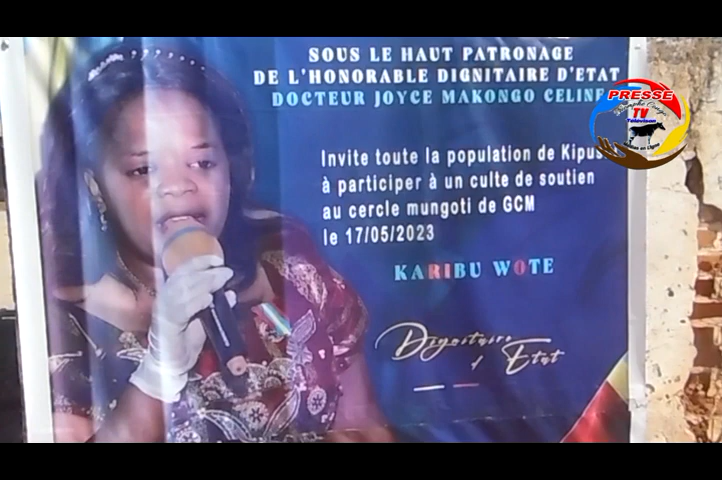 SOUS LE HAUT PATRONAGE
DE L'HONORABLE DIGNITAIRE D'ETAT
DOCTEUR JOYCE MAKONGO CELINE
PRESSE
TV
Télévision
Invite toute la population de Kipus
à participer à un culte de soutien
au cercle mungoti de GCM
le 17/05/2023
KARIBU WOTE
Dignitaire
d'Etat